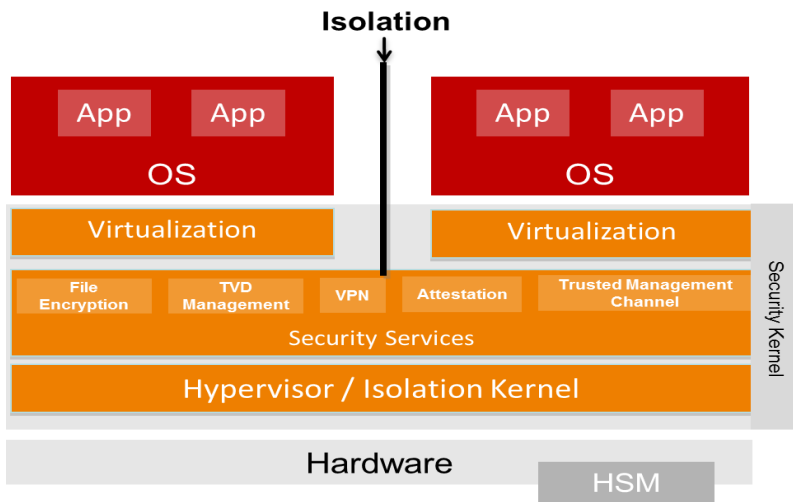 Isolation
App App
OS
App App
OS
Virtualization
Virtualization
File
Encryption
TVD
Management
VPN
Attestation
Trusted Management
Channel
Security Services
Hypervisor / Isolation Kernel
Security Kernel
Hardware
HSM